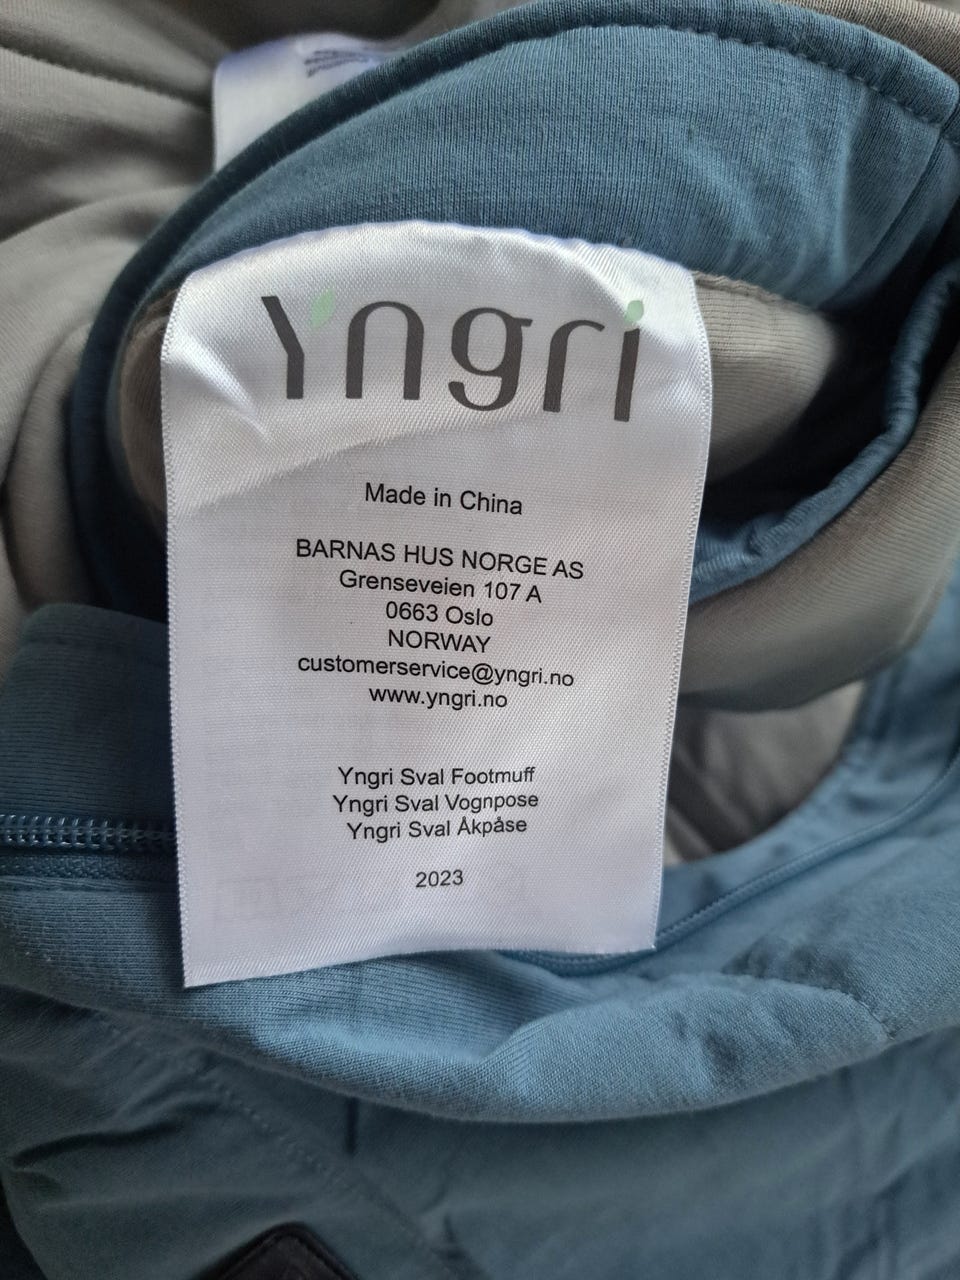 Yngri
Made in China
BARNAS HUS NORGE AS
Grenseveien 107 A
0663 Oslo
NORWAY
customerservice@yngri.no
www.yngri.no
Yngri Sval Footmuff
Yngri Sval Vognpose
Yngri Sval Åkpåse
2023